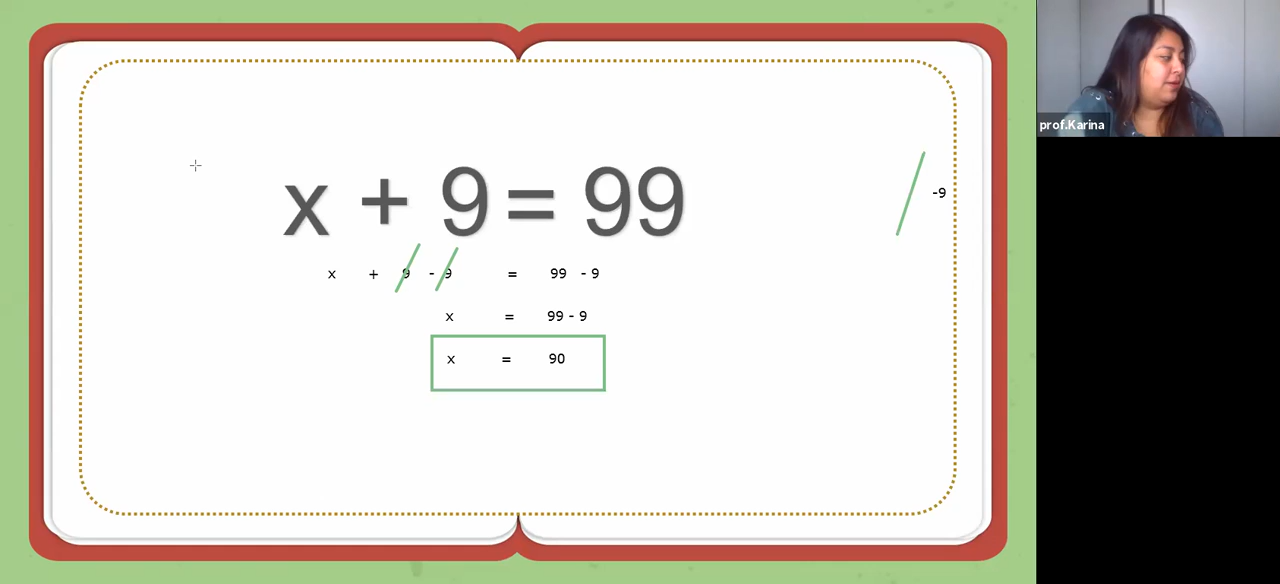 x + 9 = 99
-9
x + 9 - 9 = 99 - 9
x = 99 - 9
x = 90
prof.Karina